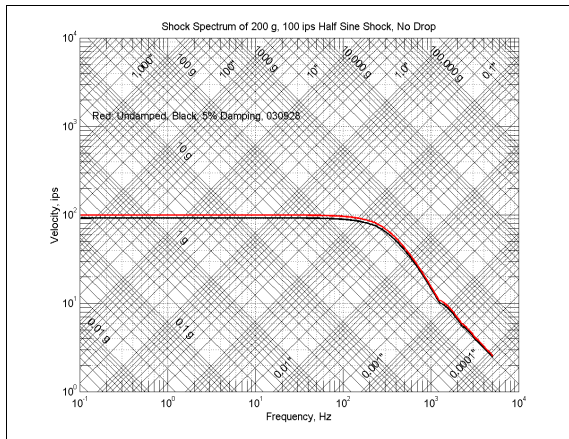 Shock Spectrum of 200 g, 100 ips Half Sine Shock, No Drop
10^4
10^3
10^2
10^1
10^0
Velocity, ips
1,000"
100 g
100"
1000 g
10"
10,000 g
1.0"
100,000 g
0.1"
Red: Undamped, Black, 5% Damping, 030928
10 g
1 g
0.01 g
0.1 g
0.01"
0.001"
0.0001"
10^-1
10^0
10^1
10^2
10^3
10^4
Frequency, Hz